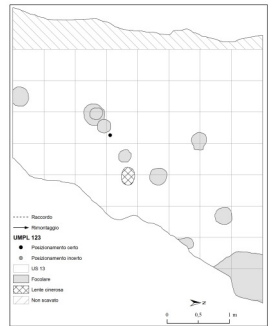 Raccordo
Rimontaggio
UMPL 123
Posizionamento certo
Posizionamento incerto
US 13
Focolare
Lente cinerosa
Non scavato
N
0 0,5 1 m